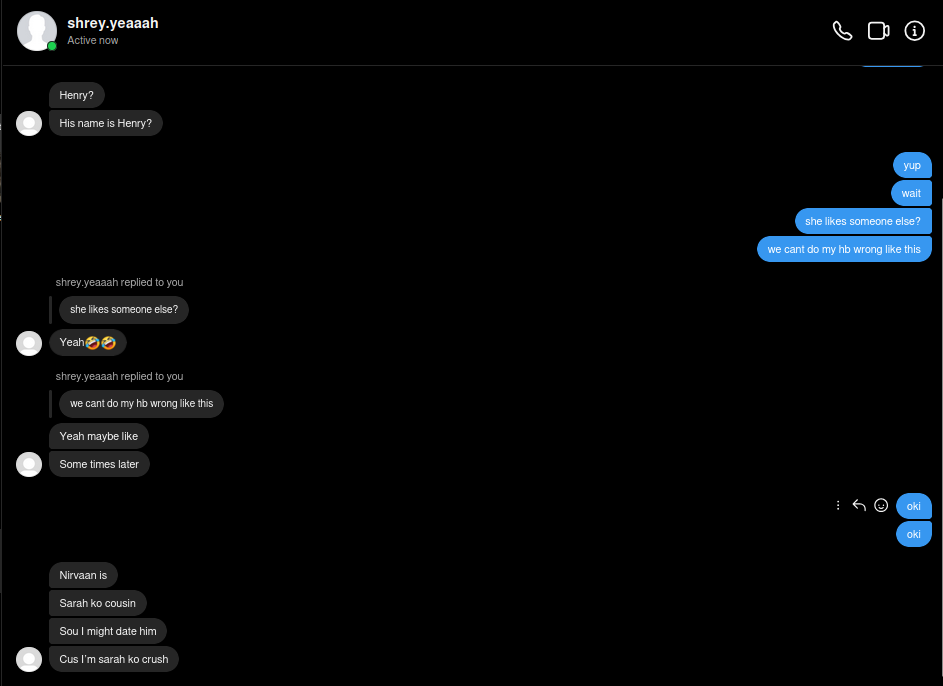 shrey.yeaaah
Active now
Henry?
His name is Henry?
yup
wait
she likes someone else?
we cant do my hb wrong like this
shrey.yeaaah replied to you
she likes someone else?
Yeah🤣🤣
shrey.yeaaah replied to you
we cant do my hb wrong like this
Yeah maybe like
Some times later
oki
oki
Nirvaan is
Sarah ko cousin
Sou I might date him
Cus I'm sarah ko crush